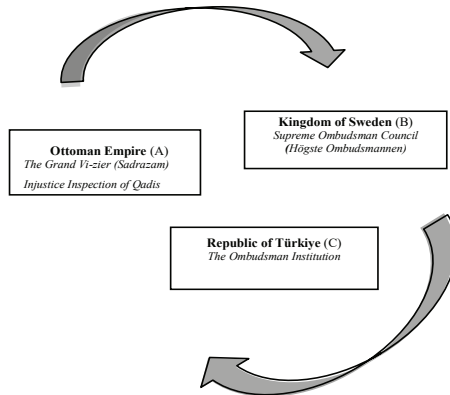 Ottoman Empire (A)
The Grand Vi-zier (Sadrazam)
Injustice Inspection of Qadis
Kingdom of Sweden (B)
Supreme Ombudsman Council
(Högste Ombudsmannen)
Republic of Türkiye (C)
The Ombudsman Institution